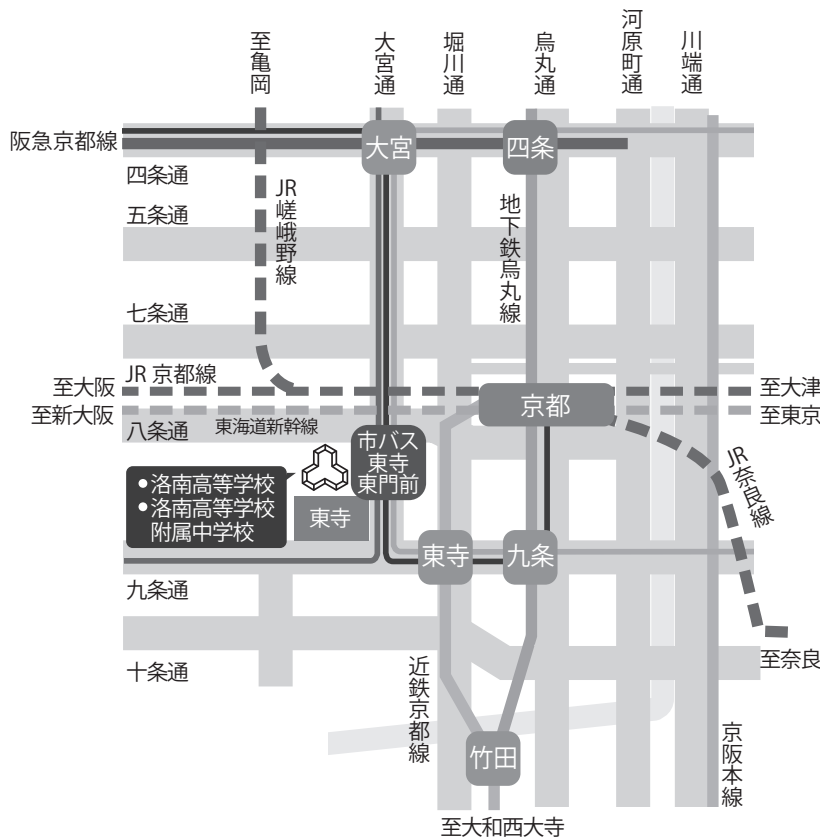 至亀岡
大宮通
堀川通
烏丸通
河原町通
川端通
阪急京都線
大宮
四条
四条通
五条通
JR嵯峨野線
地下鉄烏丸線
七条通
JR 京都線
至大阪
至大津
至新大阪
京都
至東京
八条通
東海道新幹線
市バス
東寺
東門前
JR奈良線
●洛南高等学校
●洛南高等学校
附属中学校
東寺
東寺
九条
九条通
十条通
至奈良
近鉄京都線
竹田
京阪本線
至大和西大寺